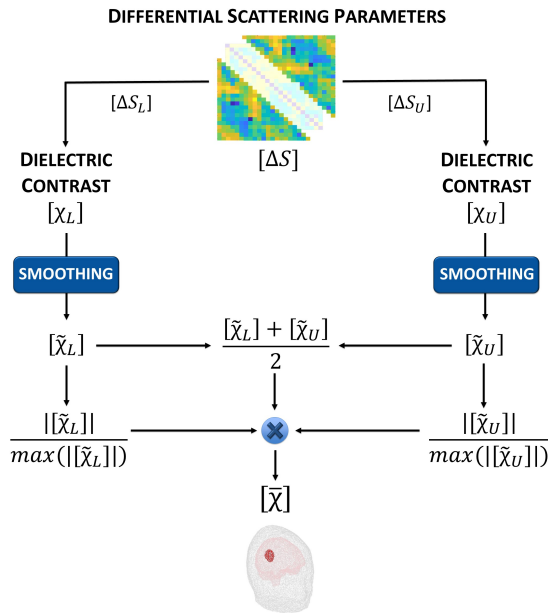 DIFFERENTIAL SCATTERING PARAMETERS
[ΔS_L]
[ΔS_U]
[ΔS]
DIELECTRIC
CONTRAST
[χ_L]
DIELECTRIC
CONTRAST
[χ_U]
SMOOTHING
SMOOTHING
[χ̃_L]
[χ̃_L] + [χ̃_U]
2
[χ̃_U]
|[χ̃_L]|
max(|[χ̃_L]|)
|[χ̃_U]|
max(|[χ̃_U]|)
[χ̅]